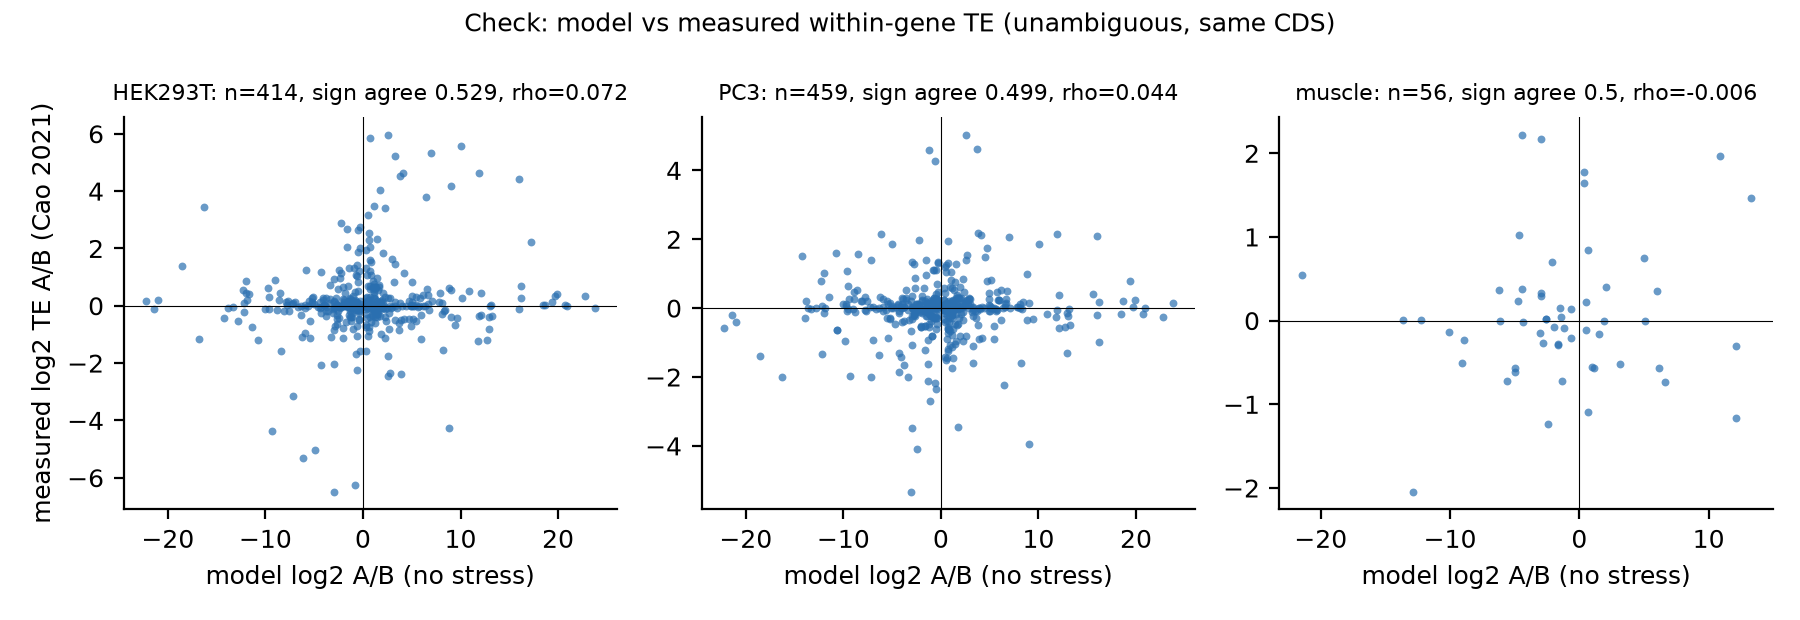 Check: model vs measured within-gene TE (unambiguous, same CDS)
HEK293T: n=414, sign agree 0.529, rho=0.072
measured log2 TE A/B (Cao 2021)
6
4
2
0
−2
−4
−6
−20 −10 0 10 20
model log2 A/B (no stress)
PC3: n=459, sign agree 0.499, rho=0.044
4
2
0
−2
−4
−20 −10 0 10 20
model log2 A/B (no stress)
muscle: n=56, sign agree 0.5, rho=-0.006
2
1
0
−1
−2
−20 −10 0 10
model log2 A/B (no stress)